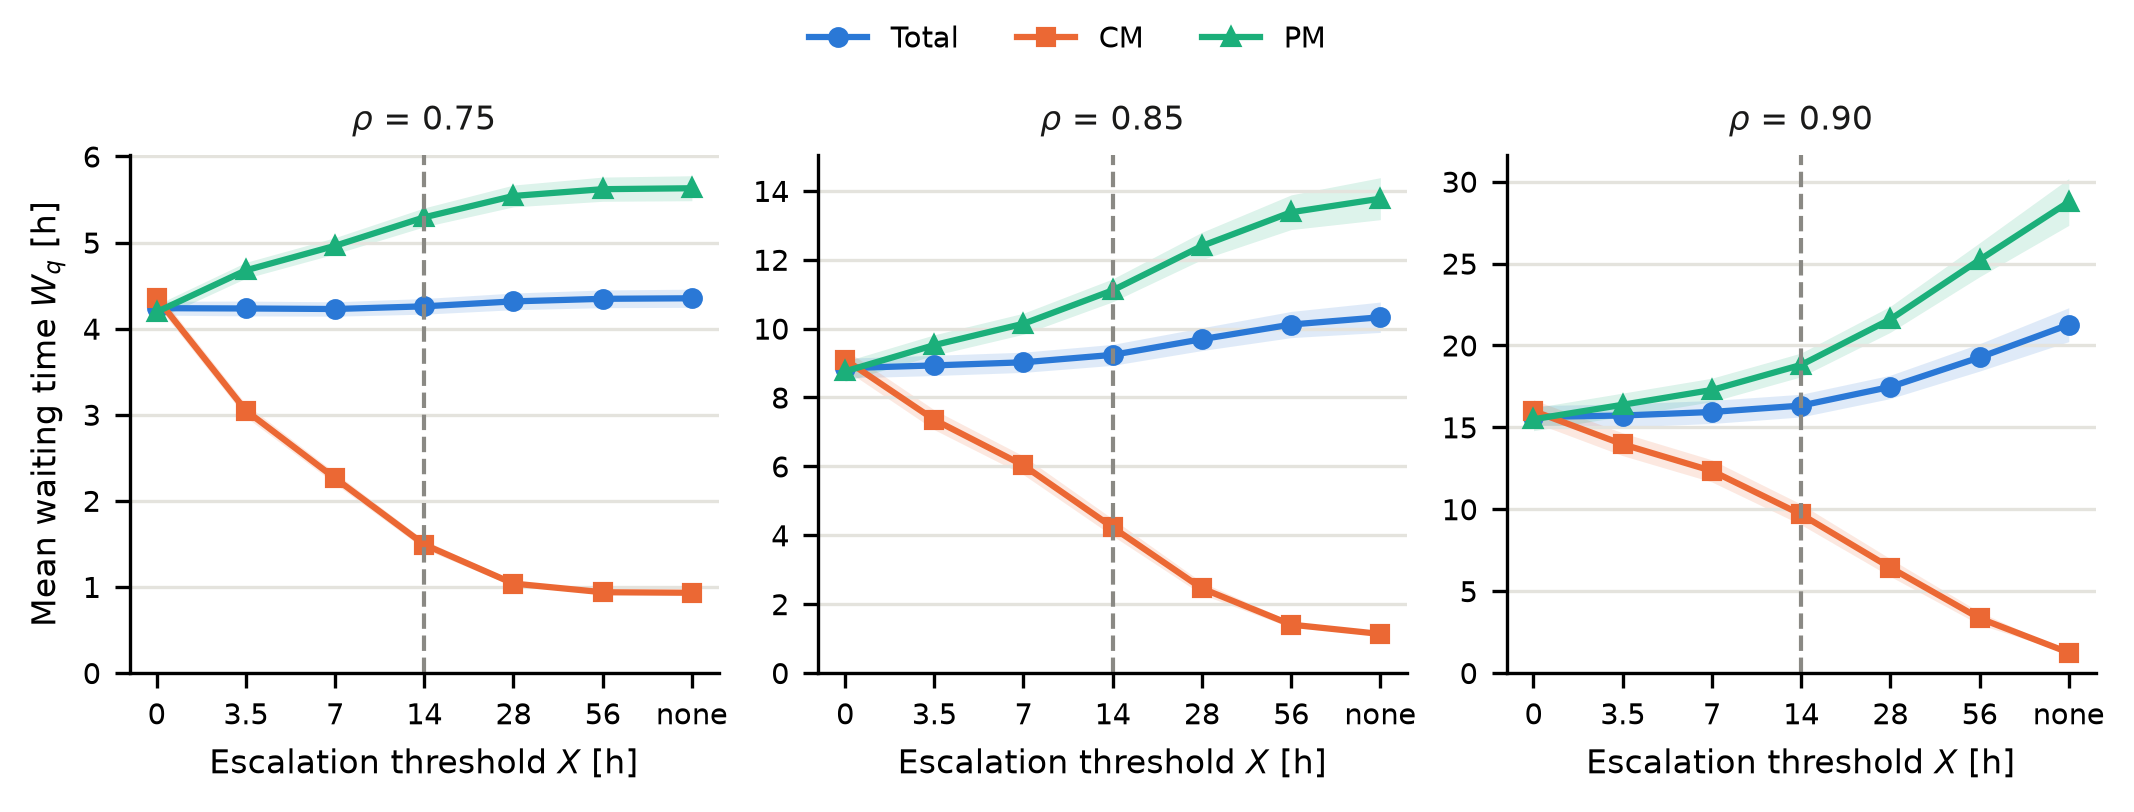 Total CM PM
ρ = 0.75
ρ = 0.85
ρ = 0.90
Mean waiting time Wq [h]
6
5
4
3
2
1
0
0 3.5 7 14 28 56 none
Escalation threshold X [h]
14
12
10
8
6
4
2
0
0 3.5 7 14 28 56 none
Escalation threshold X [h]
30
25
20
15
10
5
0
0 3.5 7 14 28 56 none
Escalation threshold X [h]